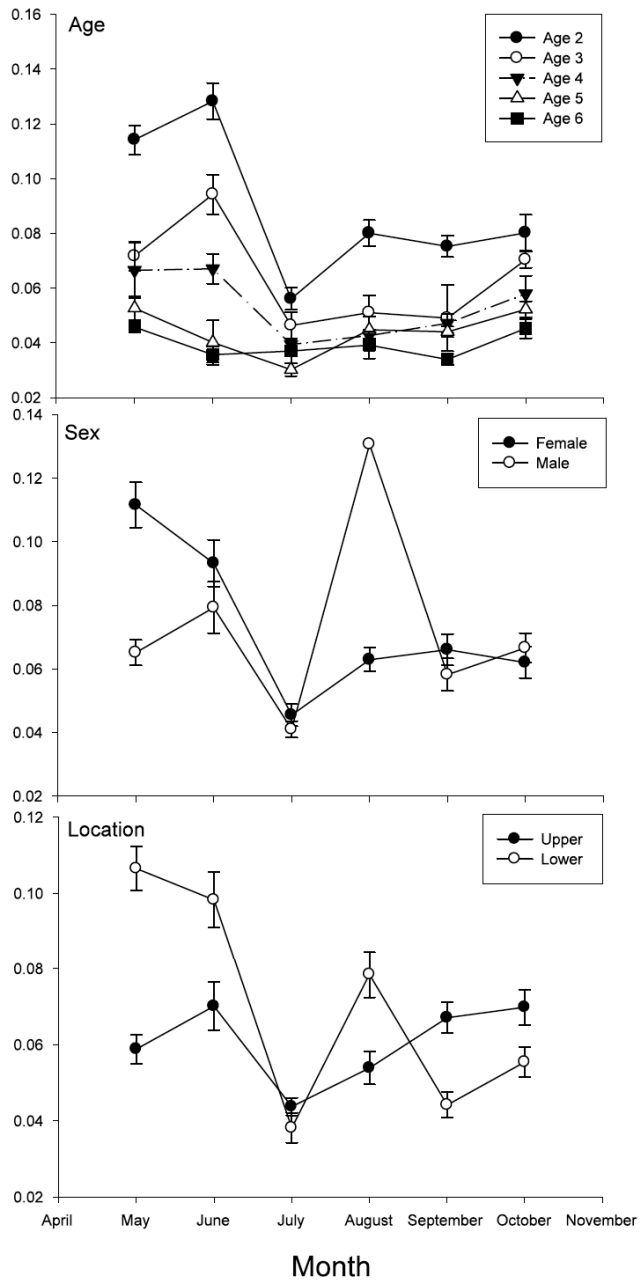 0.16
Age
Age 2
Age 3
Age 4
Age 5
Age 6
0.14
0.12
0.10
0.08
0.06
0.04
0.02
0.14
Sex
Female
Male
0.12
0.10
0.08
0.06
0.04
0.02
0.12
Location
Upper
Lower
0.10
0.08
0.06
0.04
0.02
April May June July August September October November
Month